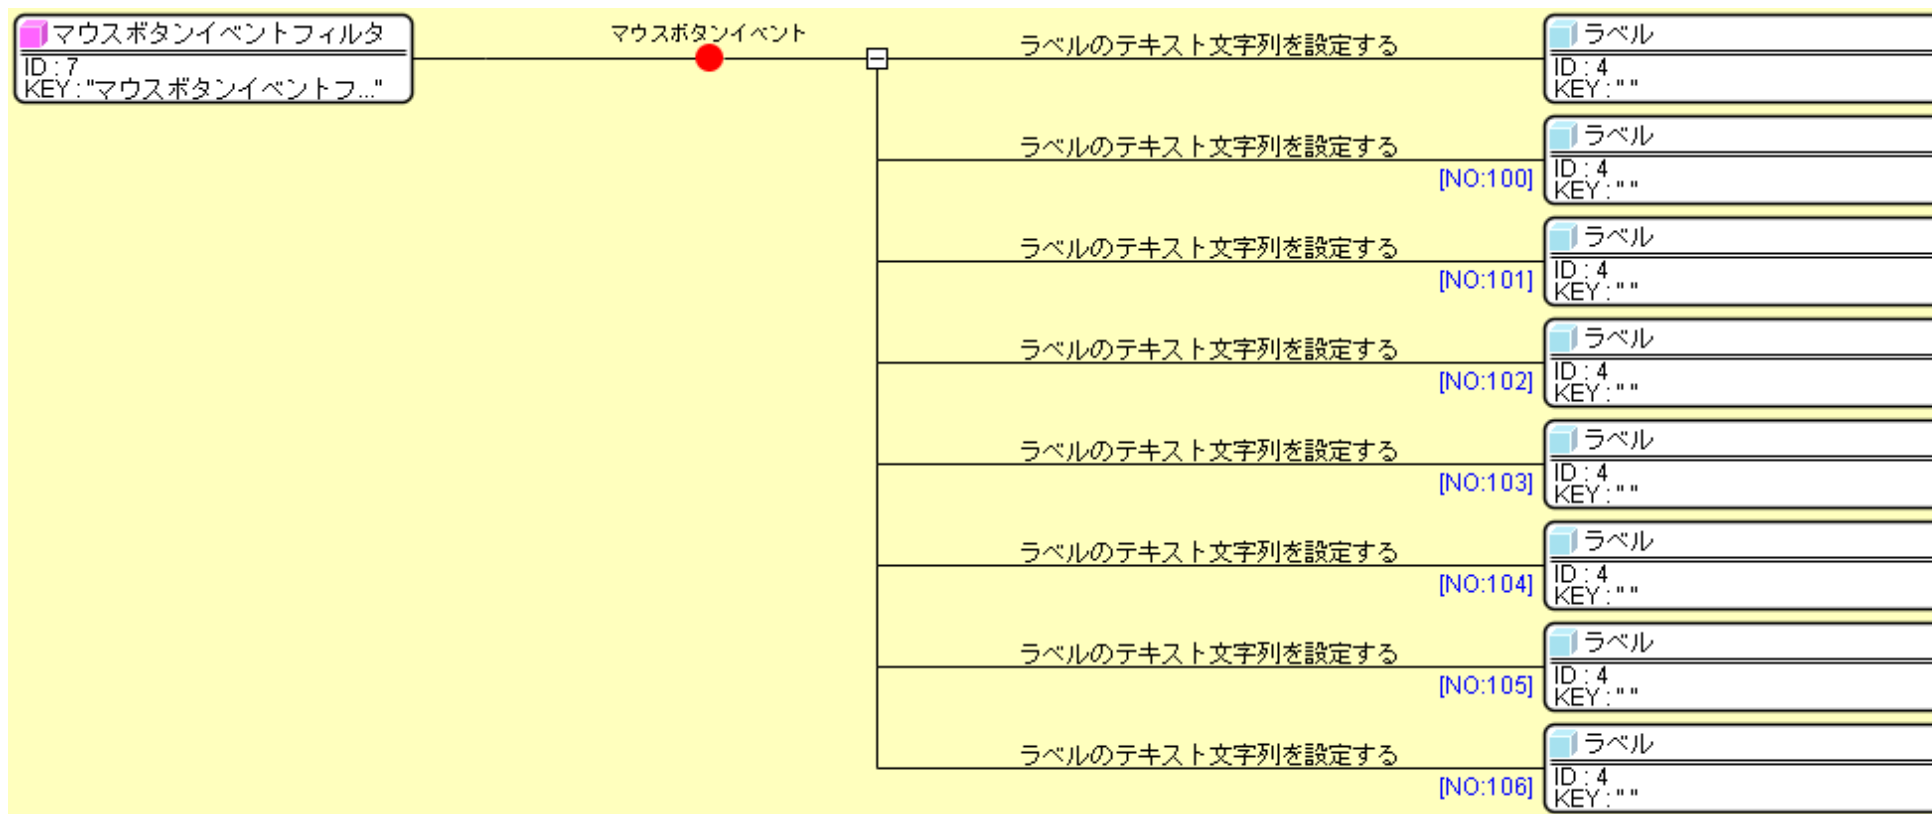 マウスボタンイベントフィルタ
ID : 7
KEY : "マウスボタンイベントフ..."
マウスボタンイベント
ラベルのテキスト文字列を設定する
ラベル
ID : 4
KEY : " "
ラベルのテキスト文字列を設定する
[NO:100]
ラベル
ID : 4
KEY : " "
ラベルのテキスト文字列を設定する
[NO:101]
ラベル
ID : 4
KEY : " "
ラベルのテキスト文字列を設定する
[NO:102]
ラベル
ID : 4
KEY : " "
ラベルのテキスト文字列を設定する
[NO:103]
ラベル
ID : 4
KEY : " "
ラベルのテキスト文字列を設定する
[NO:104]
ラベル
ID : 4
KEY : " "
ラベルのテキスト文字列を設定する
[NO:105]
ラベル
ID : 4
KEY : " "
ラベルのテキスト文字列を設定する
[NO:106]
ラベル
ID : 4
KEY : " "